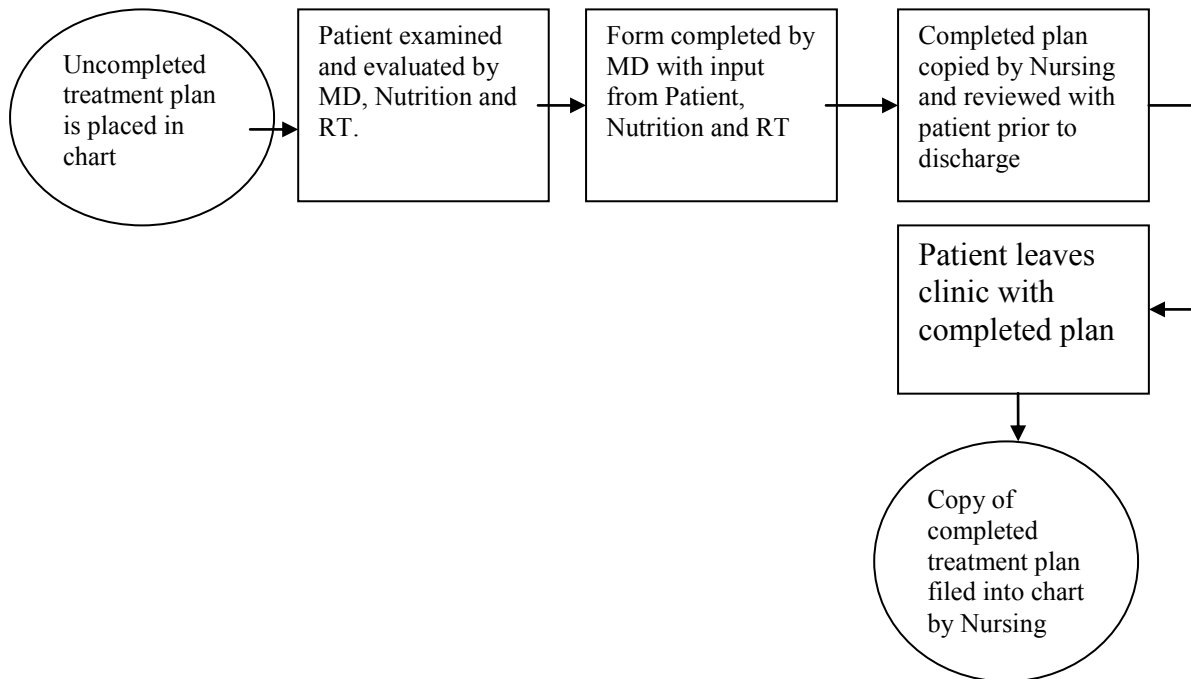 Uncompleted
treatment plan
is placed in
chart
Patient examined
and evaluated by
MD, Nutrition and
RT.
Form completed by
MD with input
from Patient,
Nutrition and RT
Completed plan
copied by Nursing
and reviewed with
patient prior to
discharge
Patient leaves
clinic with
completed plan
Copy of
completed
treatment plan
filed into chart
by Nursing